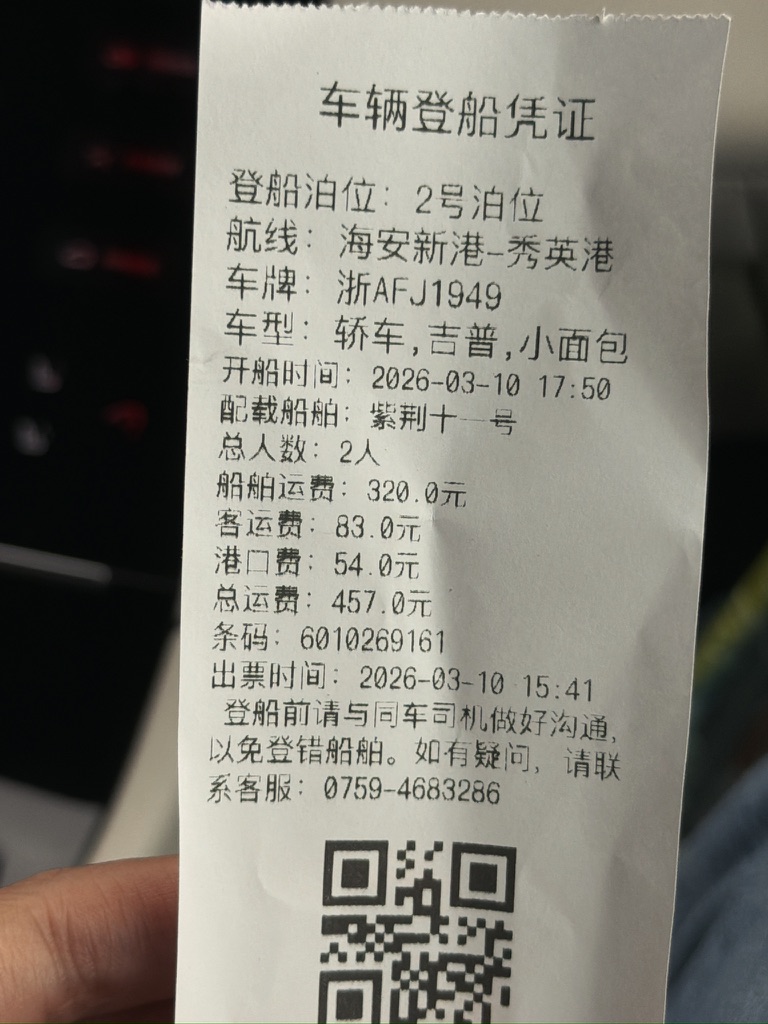 车辆登船凭证
登船泊位：2号泊位
航线：海安新港-秀英港
车牌：浙AFJ1949
车型：轿车,吉普,小面包
开船时间：2026-03-10 17:50
配载船舶：紫荆十一号
总人数：2人
船舶运费：320.0元
客运费：83.0元
港口费：54.0元
总运费：457.0元
条码：6010269161
出票时间：2026-03-10 15:41
登船前请与同车司机做好沟通，
以免登错船舶。如有疑问，请联
系客服：0759-4683286